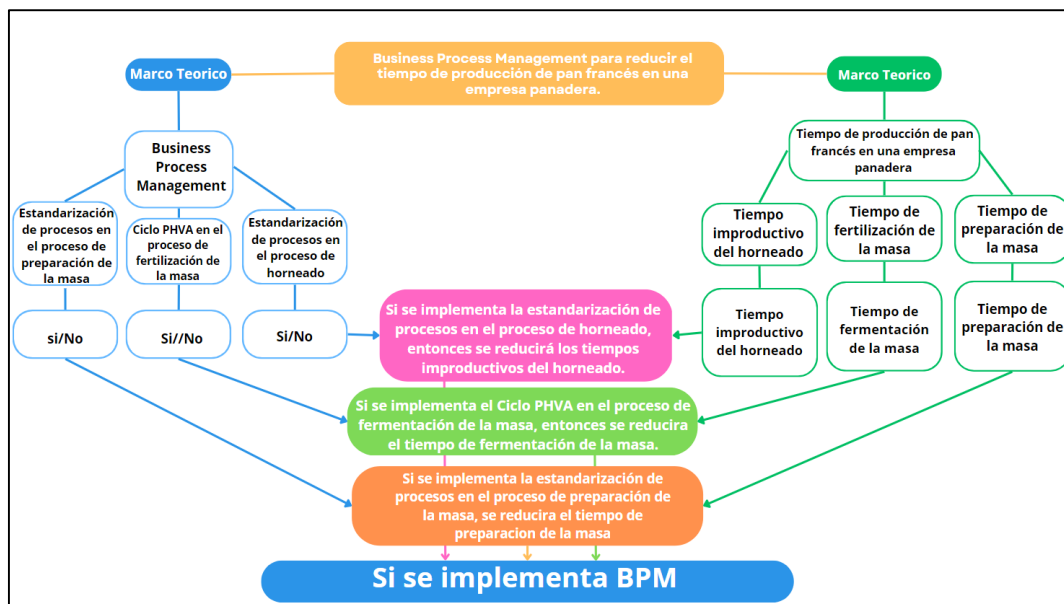 Business Process Management para reducir el
tiempo de producción de pan francés en una
empresa panadera.
Marco Teorico
Marco Teorico
Business
Process
Management
Tiempo de producción de pan
francés en una empresa
panadera
Estandarización
de procesos en
el proceso de
preparación de
la masa
Ciclo PHVA en el
proceso de
fertilización de
la masa
Estandarización
de procesos en
el proceso de
horneado
Tiempo
improductivo
del horneado
Tiempo de
fertilización de
la masa
Tiempo de
preparación de
la masa
si/No
Si//No
Si/No
Tiempo
improductivo
del horneado
Tiempo de
fermentación
de la masa
Tiempo de
preparación de
la masa
Si se implementa la estandarización de
procesos en el proceso de horneado,
entonces se reducirá los tiempos
improductivos del horneado.
Si se implementa el Ciclo PHVA en el proceso de
fermentación de la masa, entonces se reducira
el tiempo de fermentación de la masa.
Si se implementa la estandarización de
procesos en el proceso de preparación de
la masa, se reducira el tiempo de
preparacion de la masa
Si se implementa BPM